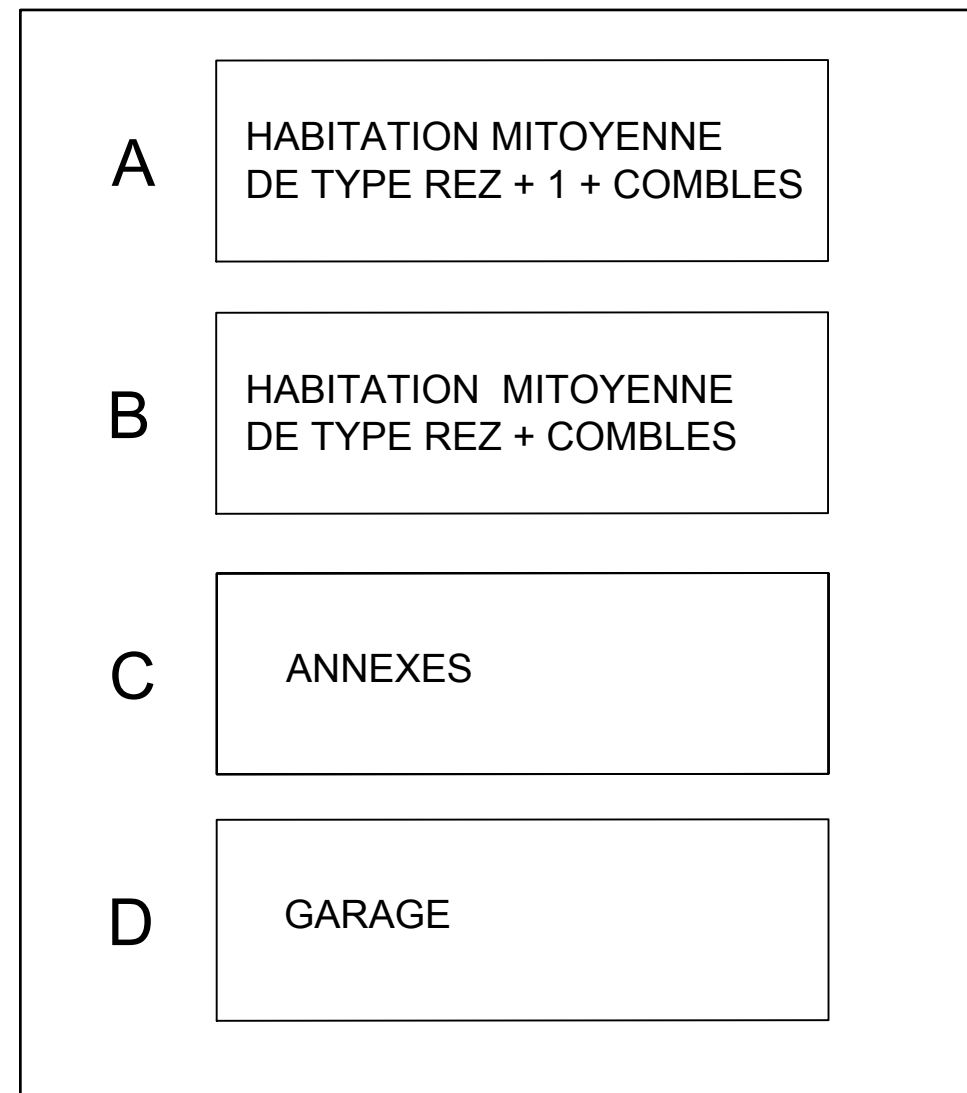 A
HABITATION MITOYENNE
DE TYPE REZ + 1 + COMBLES
B
HABITATION MITOYENNE
DE TYPE REZ + COMBLES
C
ANNEXES
D
GARAGE